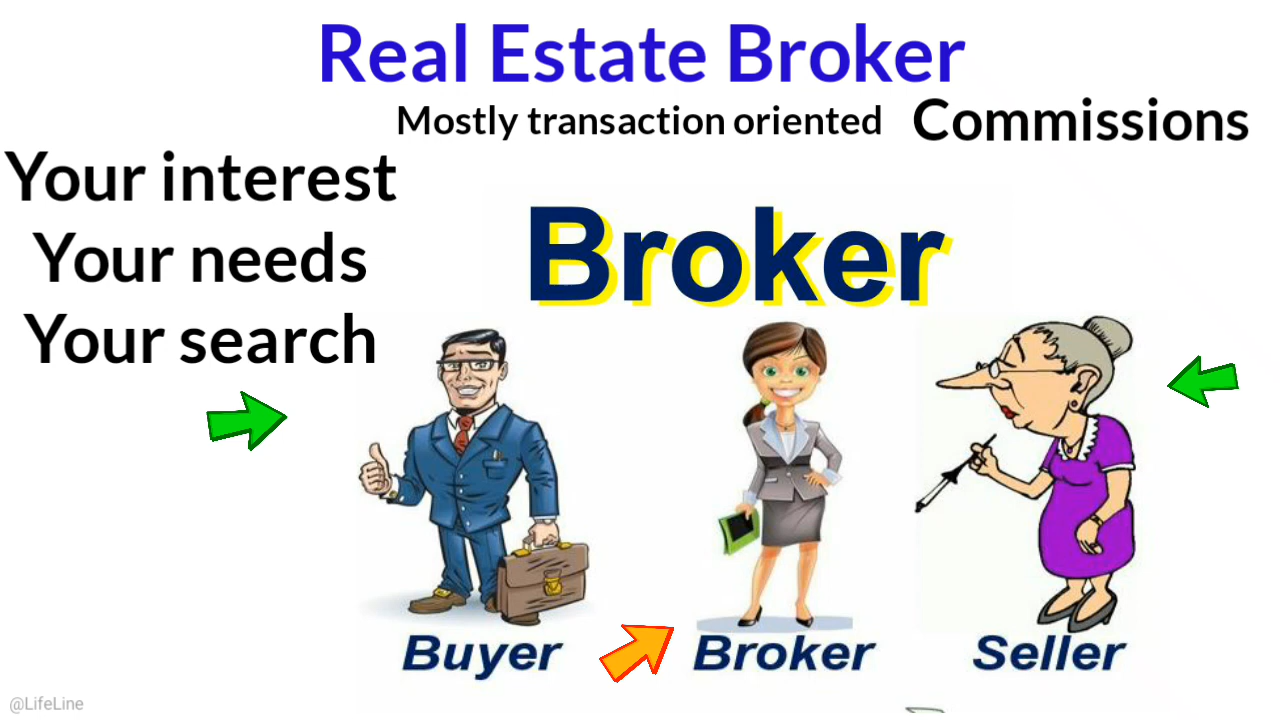 Real Estate Broker
Mostly transaction oriented
Commissions
Your interest
Your needs
Your search
Broker
Buyer
Broker
Seller
@LifeLine